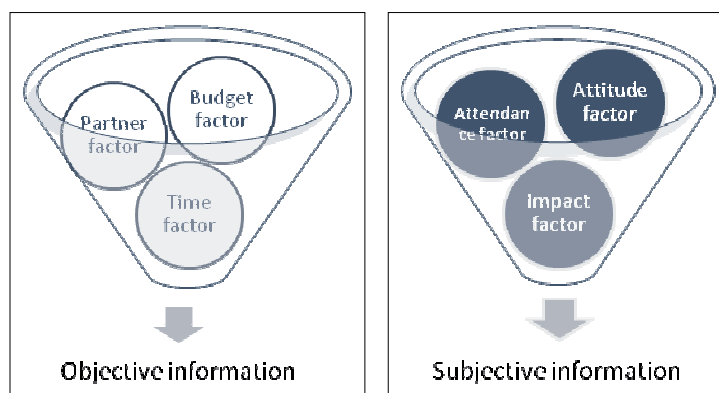 Partner
factor
Budget
factor
Time
factor
Objective information
Attendan
ce factor
Attitude
factor
Impact
factor
Subjective information